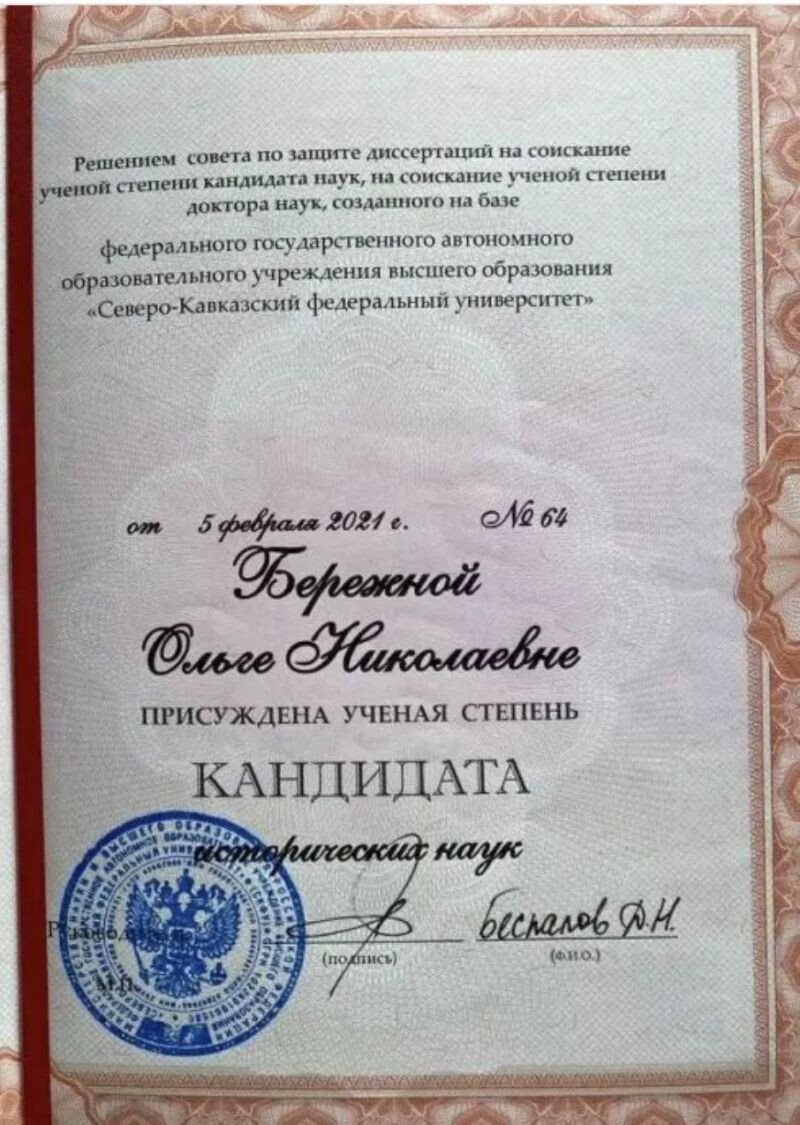 Решением совета по защите диссертаций на соискание
ученой степени кандидата наук, на соискание ученой степени
доктора наук, созданного на базе
федерального государственного автономного
образовательного учреждения высшего образования
«Северо-Кавказский федеральный университет»
от 5 февраля 2021 г. № 64
Бережной
Ольге Николаевне
ПРИСУЖДЕНА УЧЕНАЯ СТЕПЕНЬ
КАНДИДАТА
исторических наук
Беспалов Д.Н.
(подпись) (Ф.И.О.)
М.П.